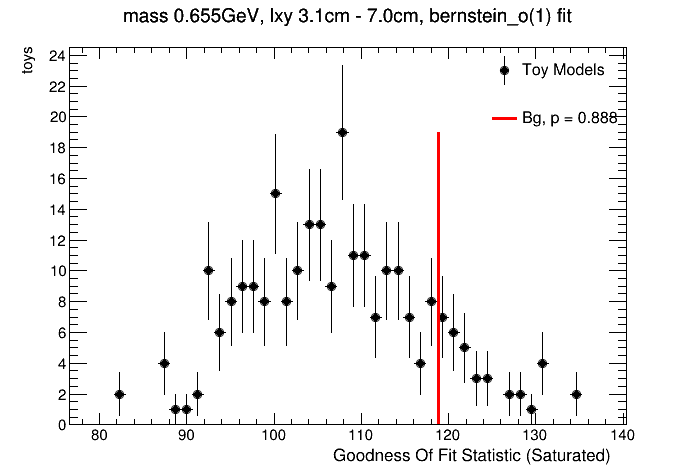 mass 0.655GeV, lxy 3.1cm - 7.0cm, bernstein_o(1) fit
toys
24
22
20
18
16
14
12
10
8
6
4
2
0
Toy Models
Bg, p = 0.888
80 90 100 110 120 130 140
Goodness Of Fit Statistic (Saturated)